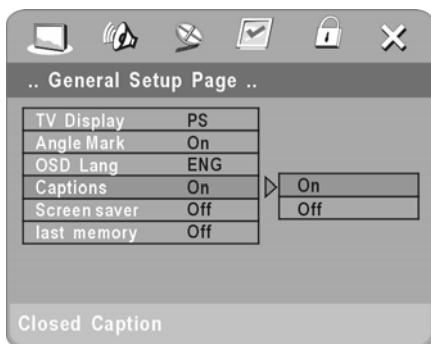 .. General Setup Page ..
TV Display PS
Angle Mark On
OSD Lang ENG
Captions On On
Screen saver Off Off
last memory Off
Closed Caption